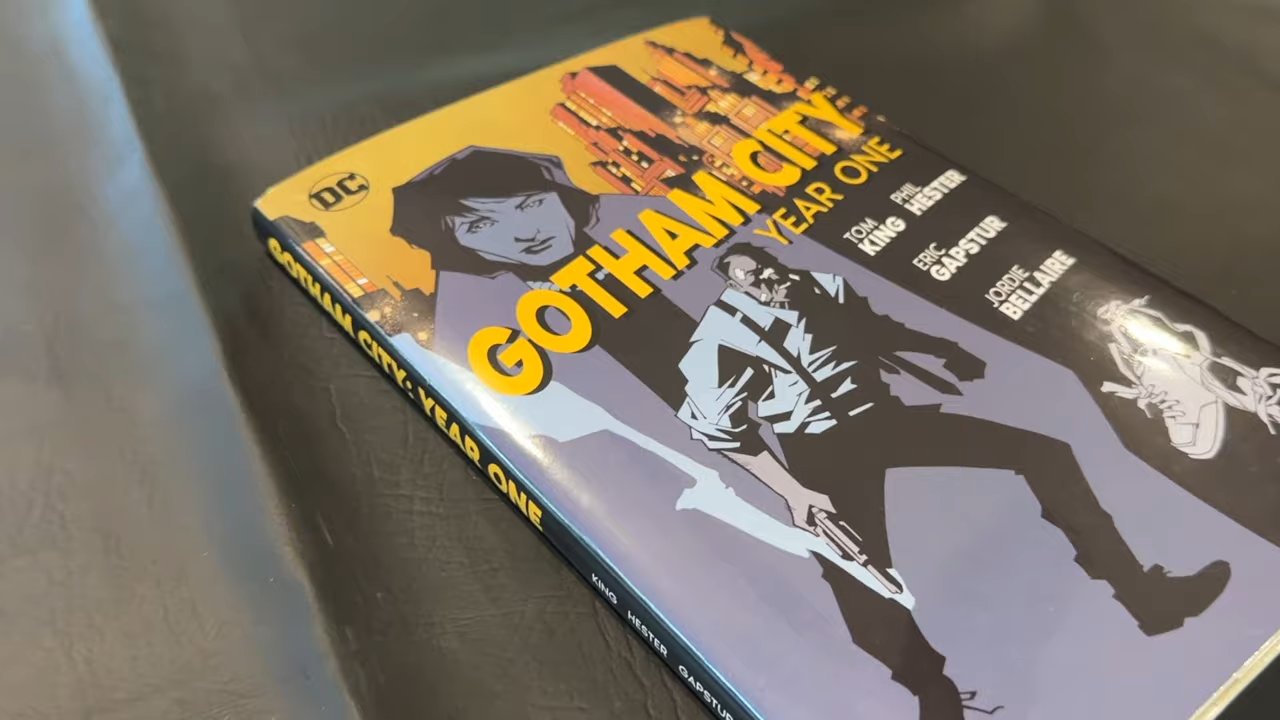 DC
GOTHAM CITY
YEAR ONE
TOM
KING
PHIL
HESTER
ERIC
GAPSTUR
JORDIE
BELLAIRE
GOTHAM CITY: YEAR ONE
KING HESTER GAPSTUR